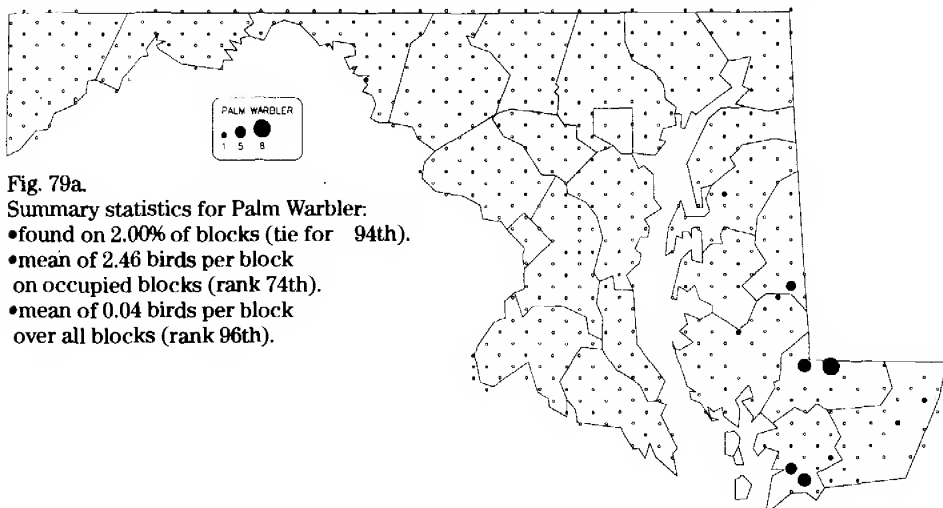 PALM WARBLER
1 5 8
Fig. 79a.
Summary statistics for Palm Warbler:
•found on 2.00% of blocks (tie for 94th).
•mean of 2.46 birds per block
on occupied blocks (rank 74th).
•mean of 0.04 birds per block
over all blocks (rank 96th).